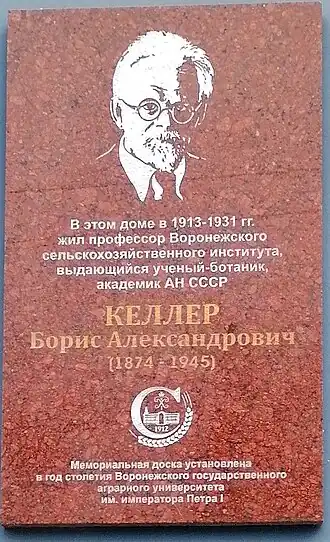 В этом доме в 1913-1931 гг.
жил профессор Воронежского
сельскохозяйственного института,
выдающийся ученый-ботаник,
академик АН СССР
КЕЛЛЕР
Борис Александрович
(1874 - 1945)
С
1912
Мемориальная доска установлена
в год столетия Воронежского государственного
аграрного университета
им. императора Петра I